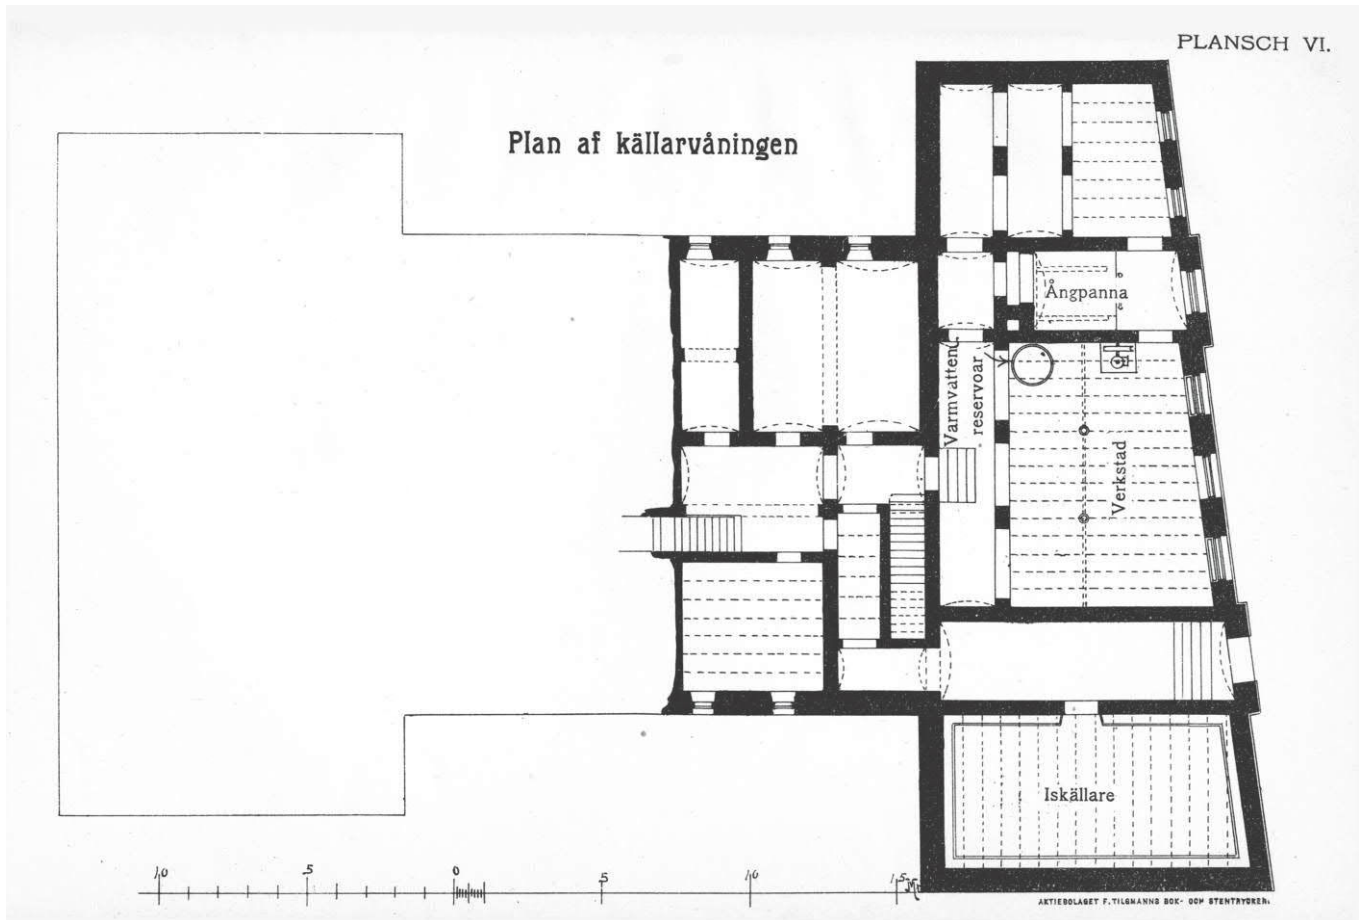 PLANSCH VI.
Plan af källarvåningen
Ångpanna
Varmvattenu.
reservoar
Verkstad
Iskällare
10 5 0 5 10 15 M
AKTIEBOLAGET F. TILGMANNS BOK- OCH STENTRYCKERI.